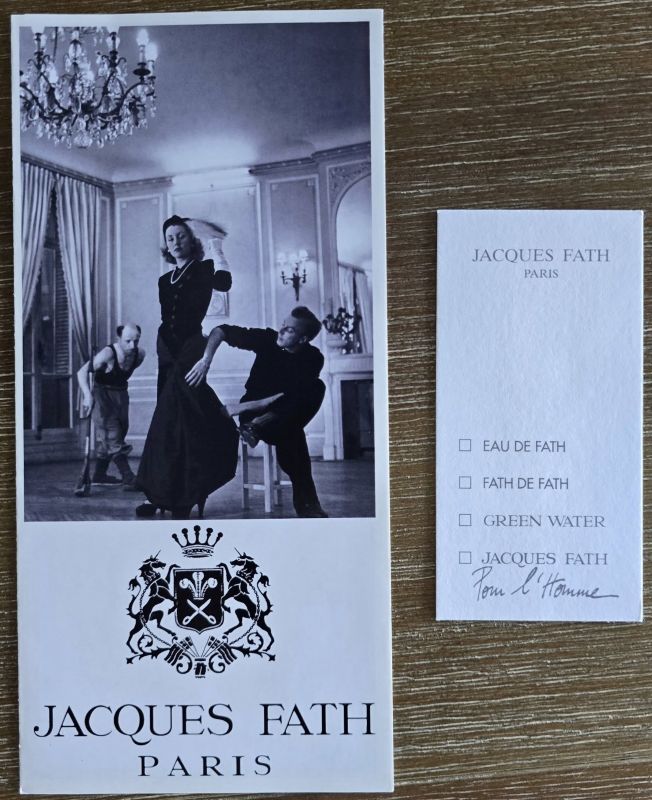 JACQUES FATH
PARIS
JACQUES FATH
PARIS
EAU DE FATH
FATH DE FATH
GREEN WATER
JACQUES FATH
Pour l'Homme